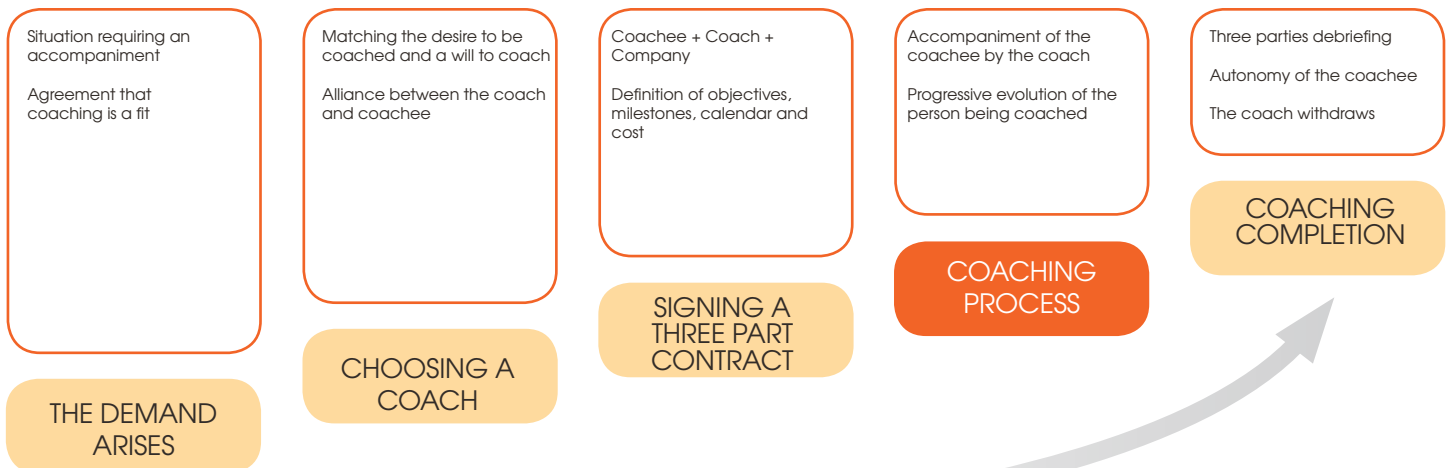 Situation requiring an
accompaniment
Agreement that
coaching is a fit
THE DEMAND
ARISES
Matching the desire to be
coached and a will to coach
Alliance between the coach
and coachee
CHOOSING A
COACH
Coachee + Coach +
Company
Definition of objectives,
milestones, calendar and
cost
SIGNING A
THREE PART
CONTRACT
Accompaniment of the
coachee by the coach
Progressive evolution of the
person being coached
COACHING
PROCESS
Three parties debriefing
Autonomy of the coachee
The coach withdraws
COACHING
COMPLETION